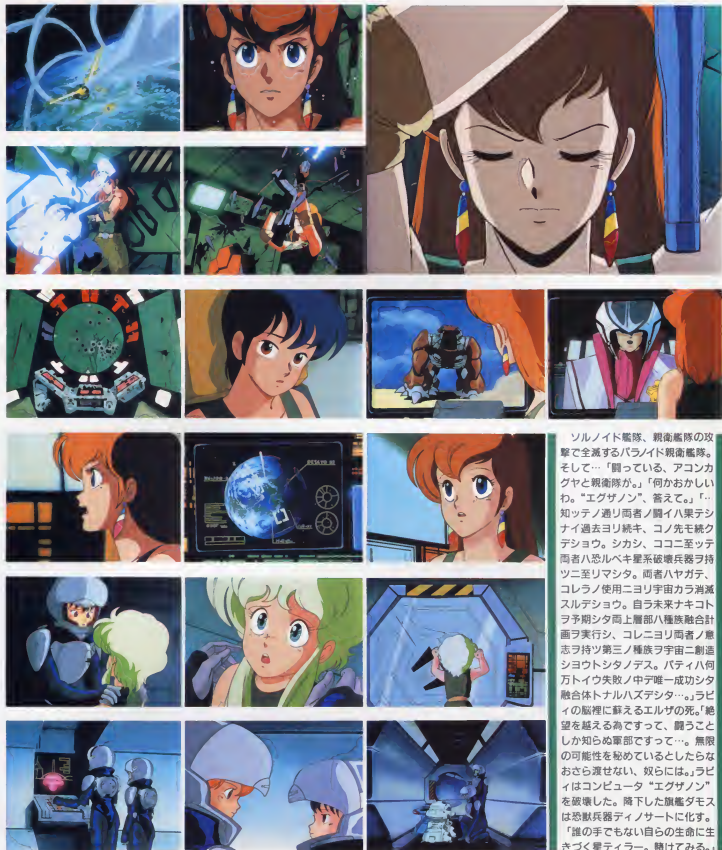 ソルノイド艦隊、親衛艦隊の攻
撃で全滅するパラノイド親衛艦隊。
そして…「闘っている、アコンカ
グヤと親衛隊が。」「何かおかしい
わ。“エグザノン”、答えて。」「‥
知ッテノ通リ両者ノ闘イハ果テシ
ナイ過去ヨリ続キ、コノ先モ続ク
デショウ。シカシ、ココニ至ッテ
両者ハ恐ルベキ星系破壊兵器ヲ持
ツニ至リマシタ。両者ハヤガテ、
コレラノ使用ニヨリ宇宙カラ消滅
スルデショウ。自ラ未来ナキコト
ヲ予期シタ両上層部ハ種族融合計
画ヲ実行シ、コレニヨリ両者ノ意
志ヲ持ツ第三ノ種族ヲ宇宙ニ創造
ショウトシタノデス。パティハ何
万トイウ失敗ノ中デ唯一成功シタ
融合体トナルハズデシタ…。」ラビ
ィの脳裡に蘇えるエルザの死。「絶
望を越える為ですって、闘うこと
しか知らぬ軍部ですって…。無限
の可能性を秘めているとしたらな
おさら渡せない、奴らには。」ラビ
ィはコンピュータ“エグザノン”
を破壊した。降下した旗艦ダモス
は恐獣兵器ディノサートに化す。
「誰の手でもない自らの生命に生
きづく星ティラー。賭けてみる。」